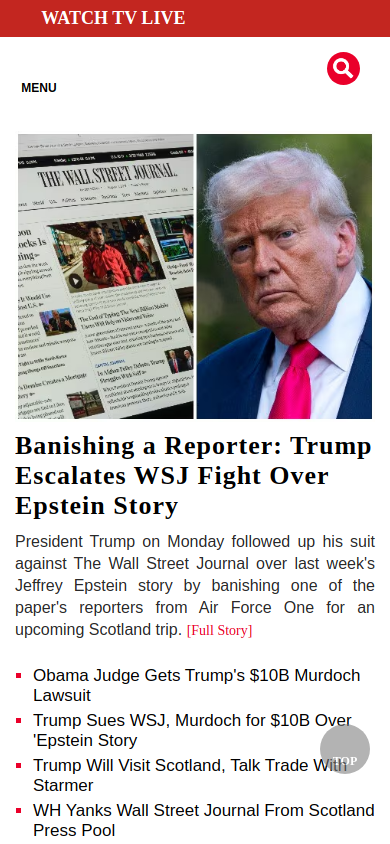 WATCH TV LIVE
MENU
THE WALL STREET JOURNAL.
Banishing a Reporter: Trump
Escalates WSJ Fight Over
Epstein Story
President Trump on Monday followed up his suit
against The Wall Street Journal over last week's
Jeffrey Epstein story by banishing one of the
paper's reporters from Air Force One for an
upcoming Scotland trip. [Full Story]
Obama Judge Gets Trump's $10B Murdoch
Lawsuit
Trump Sues WSJ, Murdoch for $10B Over
'Epstein Story
Trump Will Visit Scotland, Talk Trade With
TOP
Starmer
WH Yanks Wall Street Journal From Scotland
Press Pool